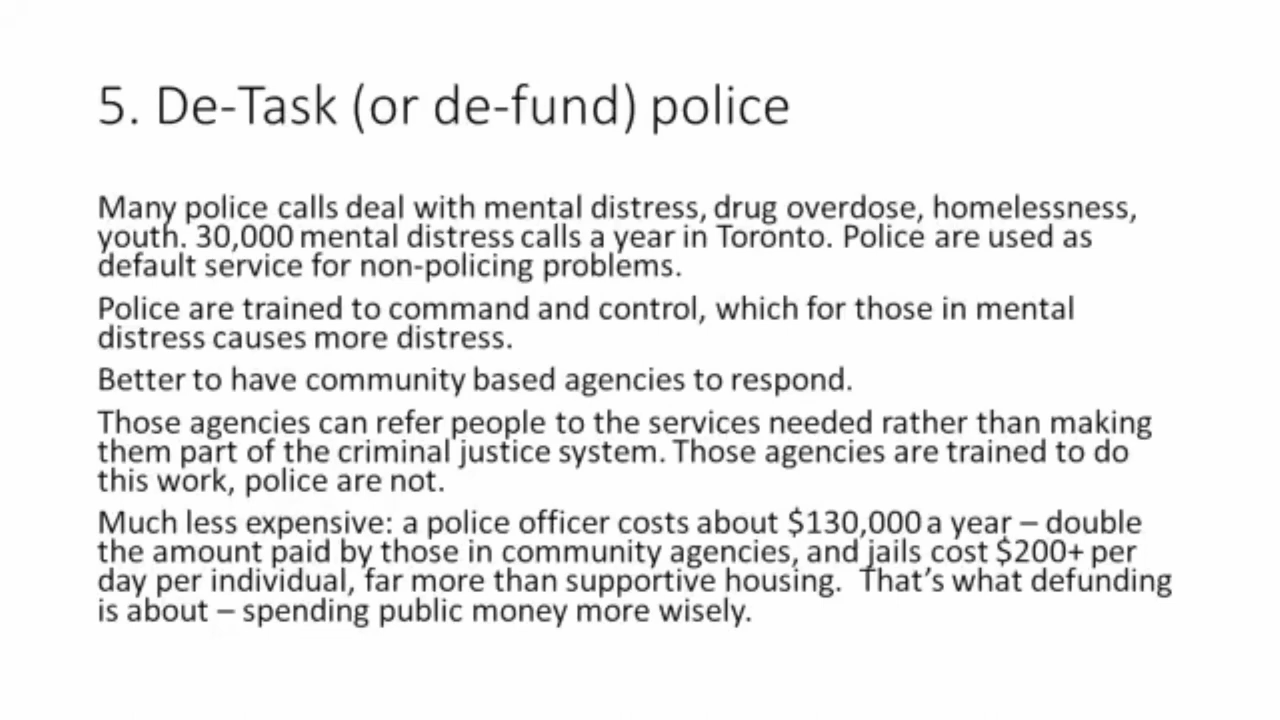 5. De-Task (or de-fund) police
Many police calls deal with mental distress, drug overdose, homelessness,
youth. 30,000 mental distress calls a year in Toronto. Police are used as
default service for non-policing problems.
Police are trained to command and control, which for those in mental
distress causes more distress.
Better to have community based agencies to respond.
Those agencies can refer people to the services needed rather than making
them part of the criminal justice system. Those agencies are trained to do
this work, police are not.
Much less expensive: a police officer costs about $130,000 a year – double
the amount paid by those in community agencies, and jails cost $200+ per
day per individual, far more than supportive housing.  That’s what defunding
is about – spending public money more wisely.